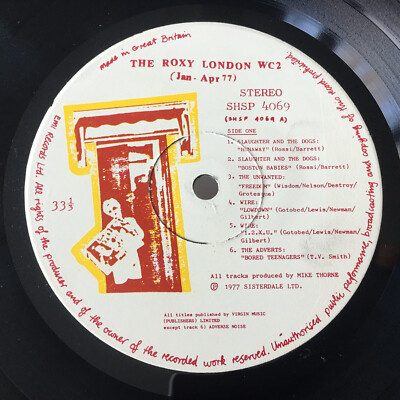 made in Great Britain
THE ROXY LONDON WC2
(Jan - Apr 77)
STEREO
SHSP 4069
(SHSP 4069 A)
SIDE ONE
1. SLAUGHTER AND THE DOGS:
"RUNAWAY" (Rossi/Barrett)
2. SLAUGHTER AND THE DOGS:
"BOSTON BABIES" (Rossi/Barrett)
3. THE UNWANTED:
"FREEDOM" (Wisdom/Nelson/Destroy/
Grotesque)
4. WIRE:
"LOWDOWN" (Gotobed/Lewis/Newman/
Gilbert)
5. WIRE:
"1.2.X.U." (Gotobed/Lewis/Newman/
Gilbert)
6. THE ADVERTS:
"BORED TEENAGERS" (T.V. Smith)
33⅓
All tracks produced by MIKE THORNE
℗ 1977 SISTERDALE LTD.
All titles published by VIRGIN MUSIC
(PUBLISHERS) LIMITED
except track 6) ADVERSE NOISE
EMI Records Ltd. All rights of the producer and of the owner of the recorded work reserved. Unauthorised public performance, broadcasting and copying of this record prohibited.